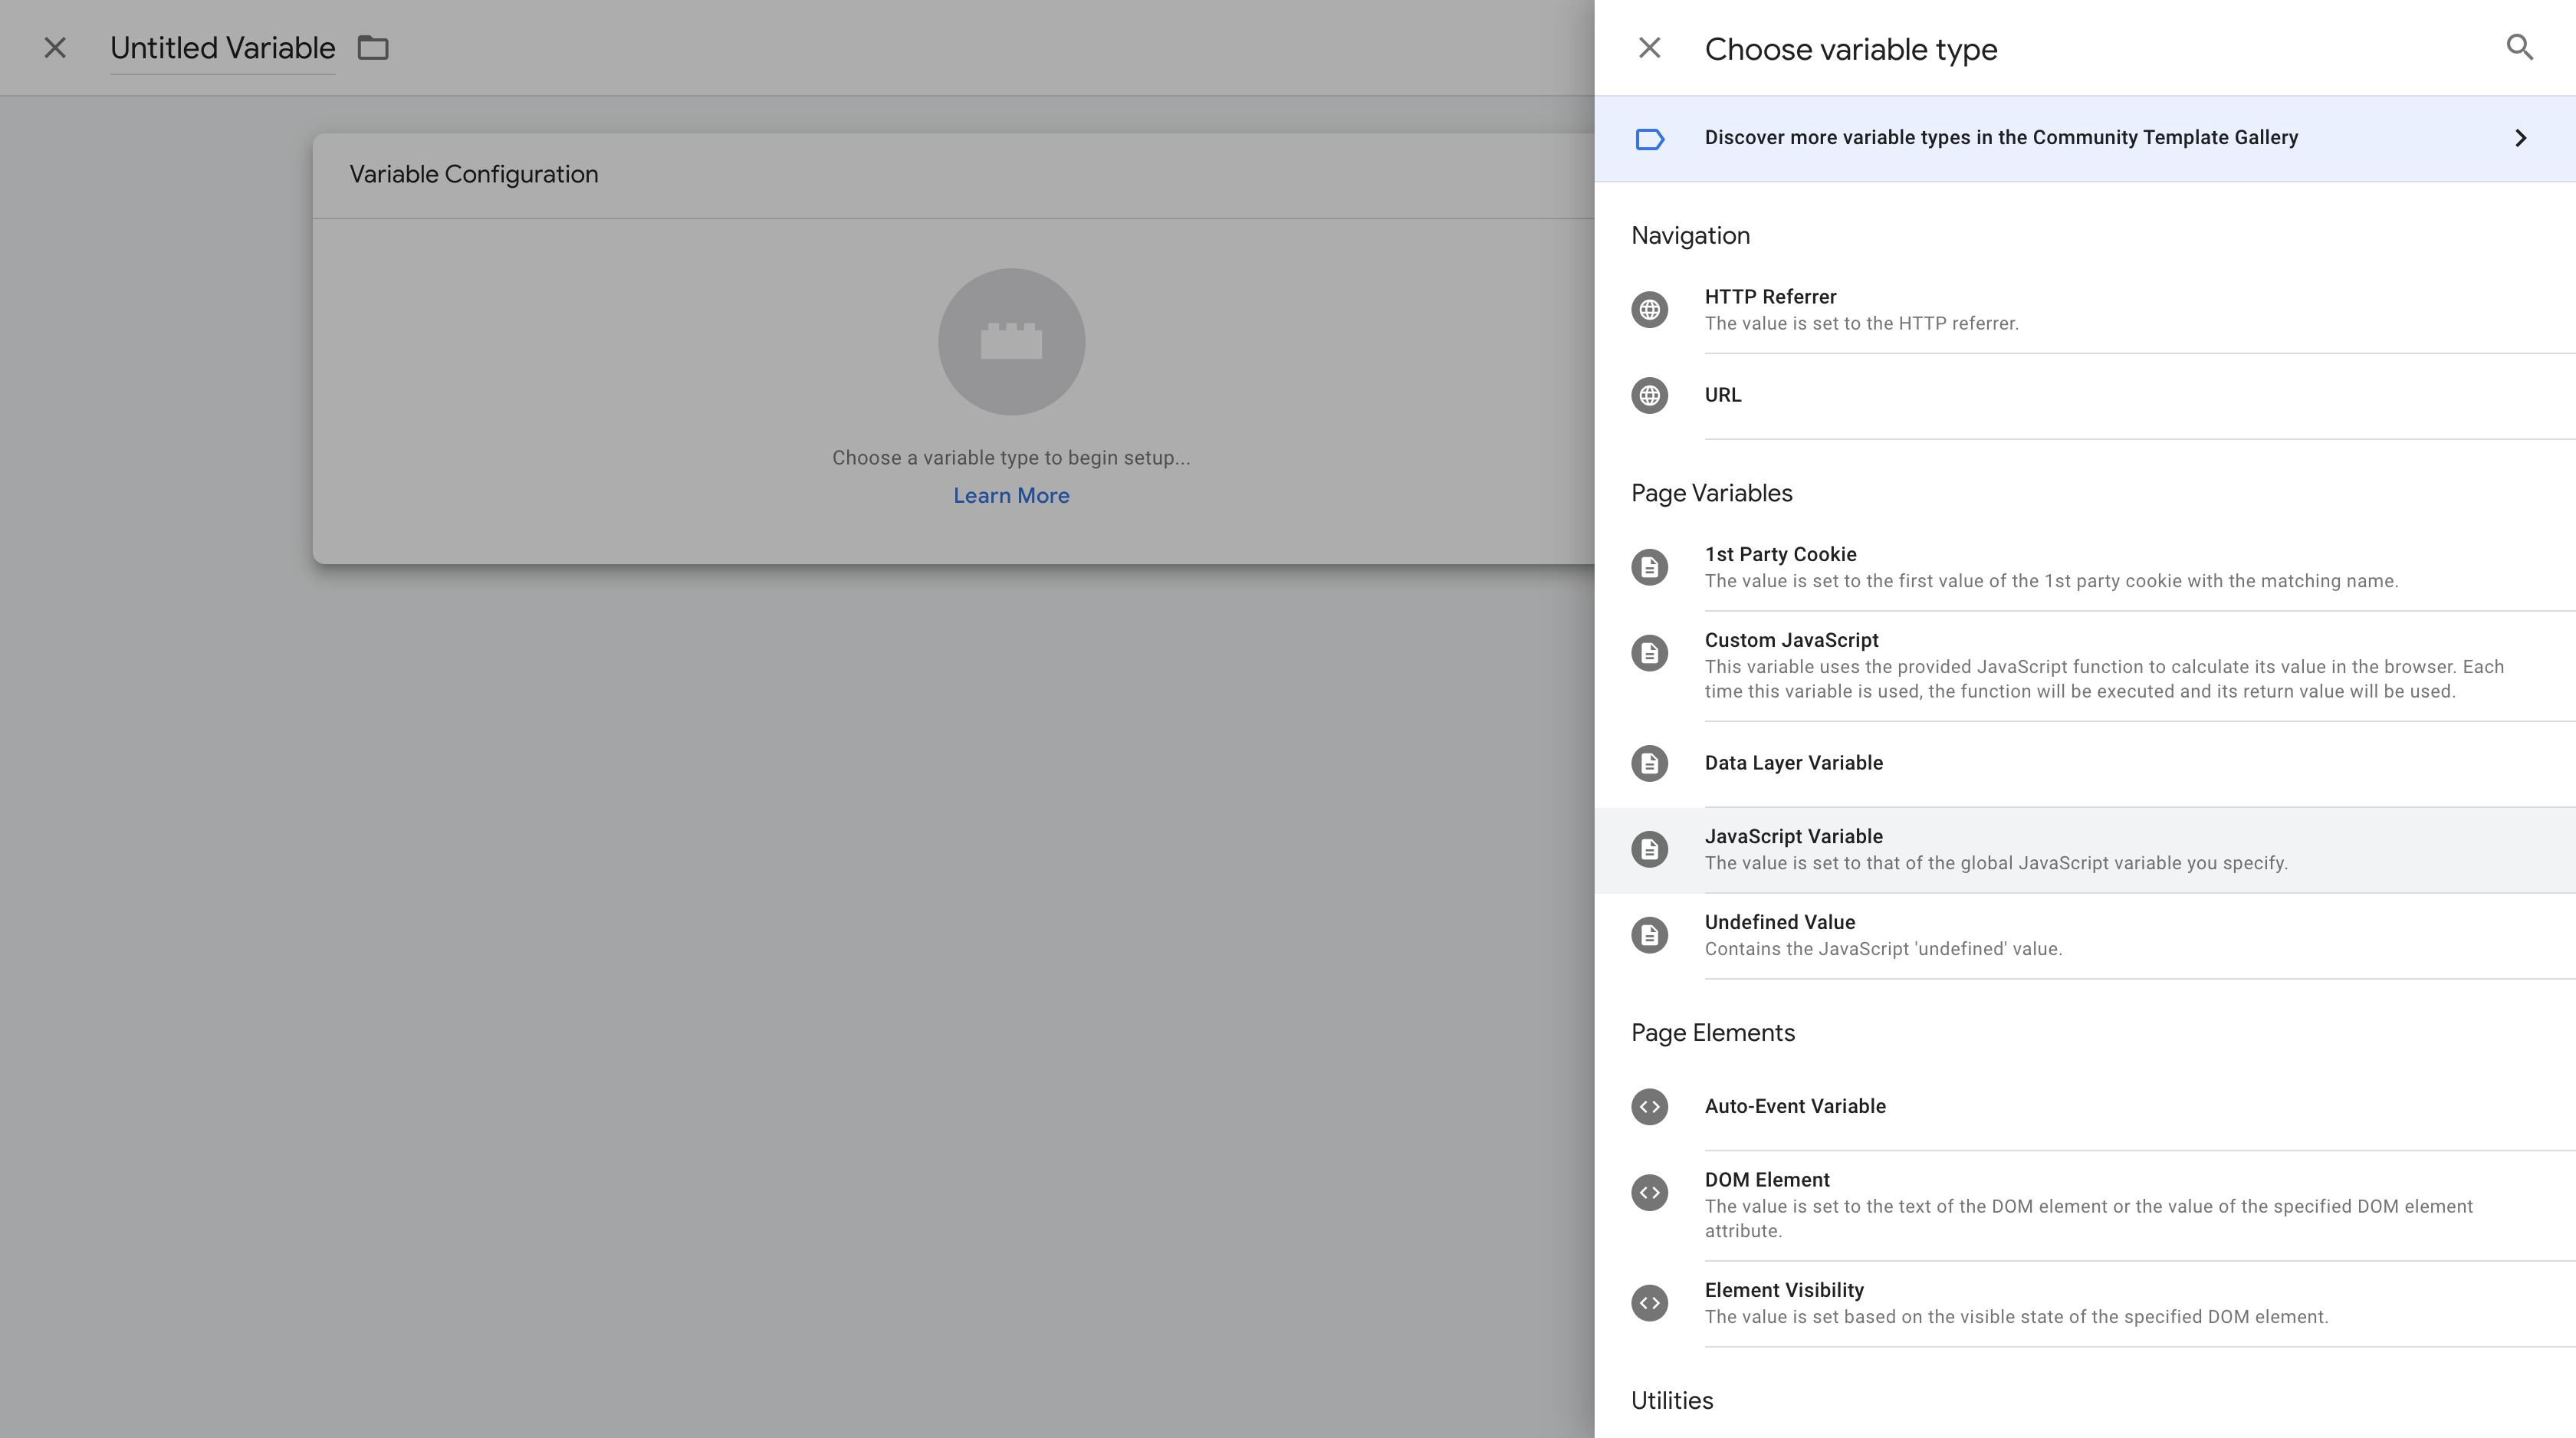 Untitled Variable
Variable Configuration
Choose a variable type to begin setup...
Learn More
Choose variable type
Discover more variable types in the Community Template Gallery
Navigation
HTTP Referrer
The value is set to the HTTP referrer.
URL
Page Variables
1st Party Cookie
The value is set to the first value of the 1st party cookie with the matching name.
Custom JavaScript
This variable uses the provided JavaScript function to calculate its value in the browser. Each
time this variable is used, the function will be executed and its return value will be used.
Data Layer Variable
JavaScript Variable
The value is set to that of the global JavaScript variable you specify.
Undefined Value
Contains the JavaScript 'undefined' value.
Page Elements
Auto-Event Variable
DOM Element
The value is set to the text of the DOM element or the value of the specified DOM element
attribute.
Element Visibility
The value is set based on the visible state of the specified DOM element.
Utilities